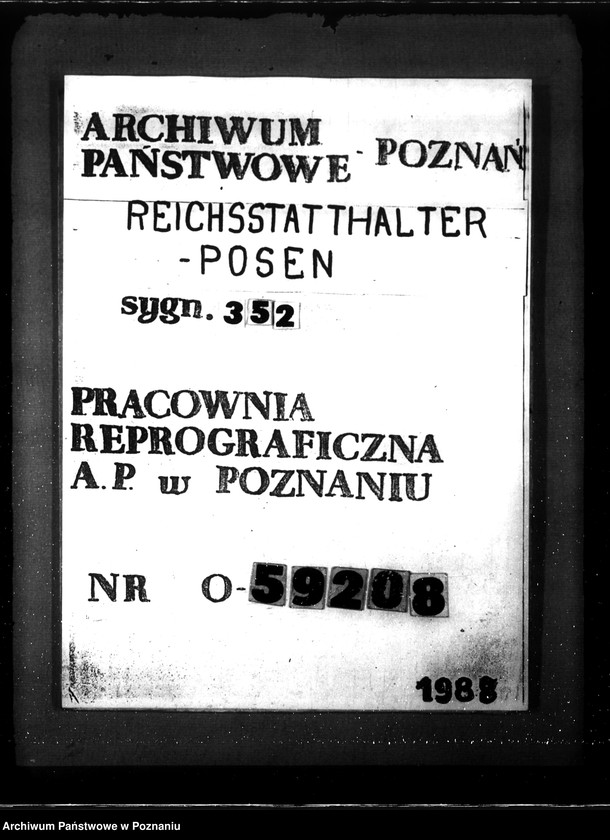 ARCHIWUM
PAŃSTWOWE - POZNAŃ
REICHSSTATTHALTER
-POSEN
sygn. 352
PRACOWNIA
REPROGRAFICZNA
A.P. w POZNANIU
NR O-59208
1988
Archiwum Państwowe w Poznaniu